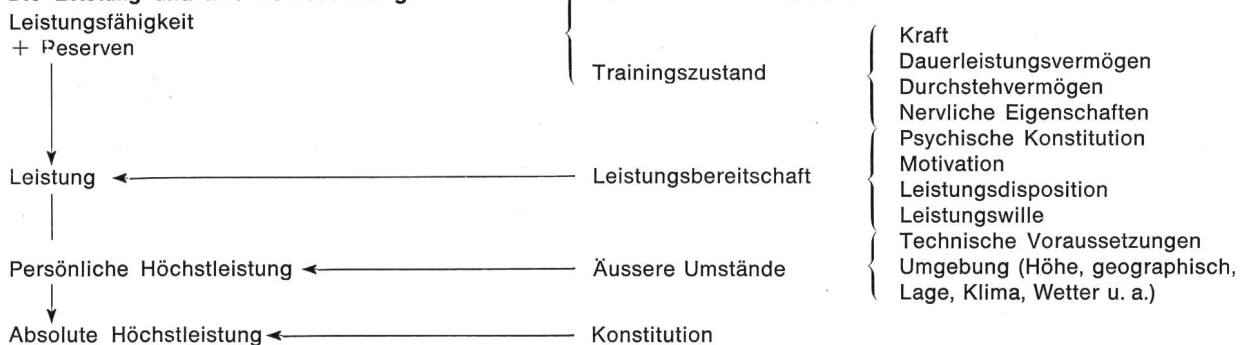 Leistungsfähigkeit
+ Reserven
Trainingszustand
Kraft
Dauerleistungsvermögen
Durchstehvermögen
Nervliche Eigenschaften
Leistung
Leistungsbereitschaft
Psychische Konstitution
Motivation
Leistungsdisposition
Leistungswille
Persönliche Höchstleistung
Äussere Umstände
Technische Voraussetzungen
Umgebung (Höhe, geographisch,
Lage, Klima, Wetter u. a.)
Absolute Höchstleistung
Konstitution